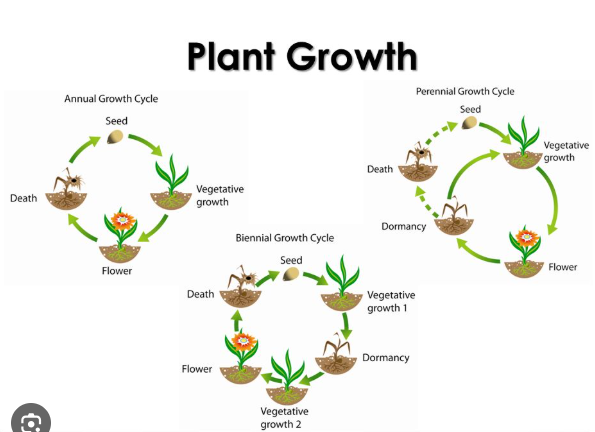 Plant Growth
Annual Growth Cycle
Seed
Vegetative
growth
Flower
Death
Perennial Growth Cycle
Seed
Vegetative
growth
Flower
Dormancy
Death
Biennial Growth Cycle
Seed
Vegetative
growth 1
Dormancy
Vegetative
growth 2
Flower
Death